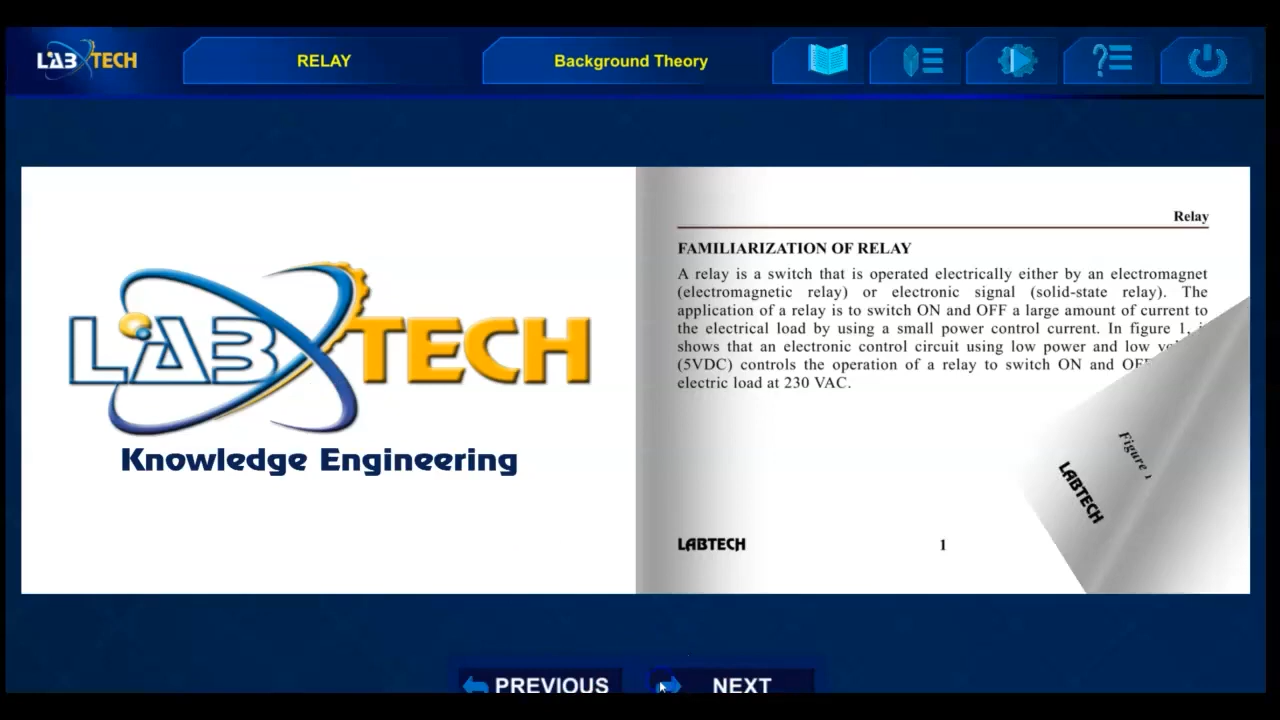 LABTECH
RELAY
Background Theory
LABTECH
Knowledge Engineering
Relay
FAMILIARIZATION OF RELAY
A relay is a switch that is operated electrically either by an electromagnet
(electromagnetic relay) or electronic signal (solid-state relay). The
application of a relay is to switch ON and OFF a large amount of current to
the electrical load by using a small power control current. In figure 1,
shows that an electronic control circuit using low power and low
(5VDC) controls the operation of a relay to switch ON and
electric load at 230 VAC.
Figure 1
LABTECH
LABTECH
1
PREVIOUS
NEXT